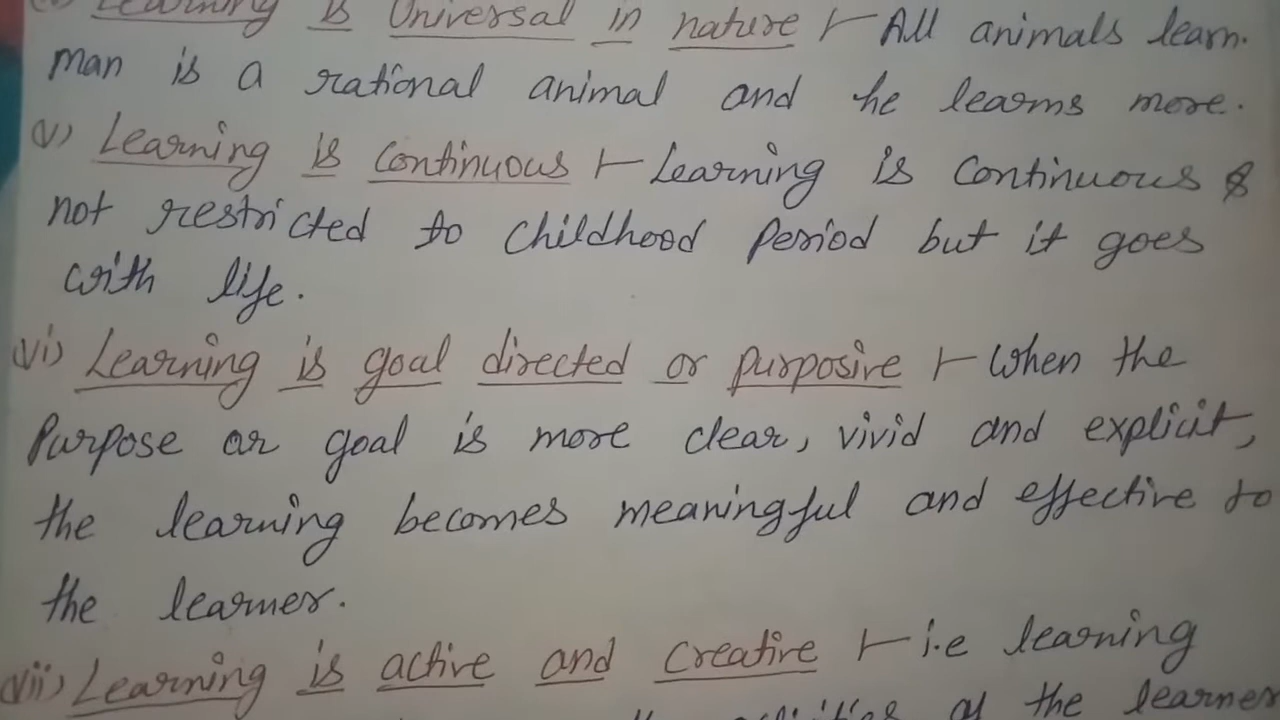 Learning is Universal in nature :- All animals learn.
man is a rational animal and he learns more.
(v) Learning is Continuous :- Learning is Continuous &
not restricted to childhood period but it goes
with life.
(vi) Learning is goal directed or purposive :- When the
Purpose or goal is more clear, vivid and explicit,
the learning becomes meaningful and effective to
the learner.
(vii) Learning is active and creative :- i.e learning
of the learner